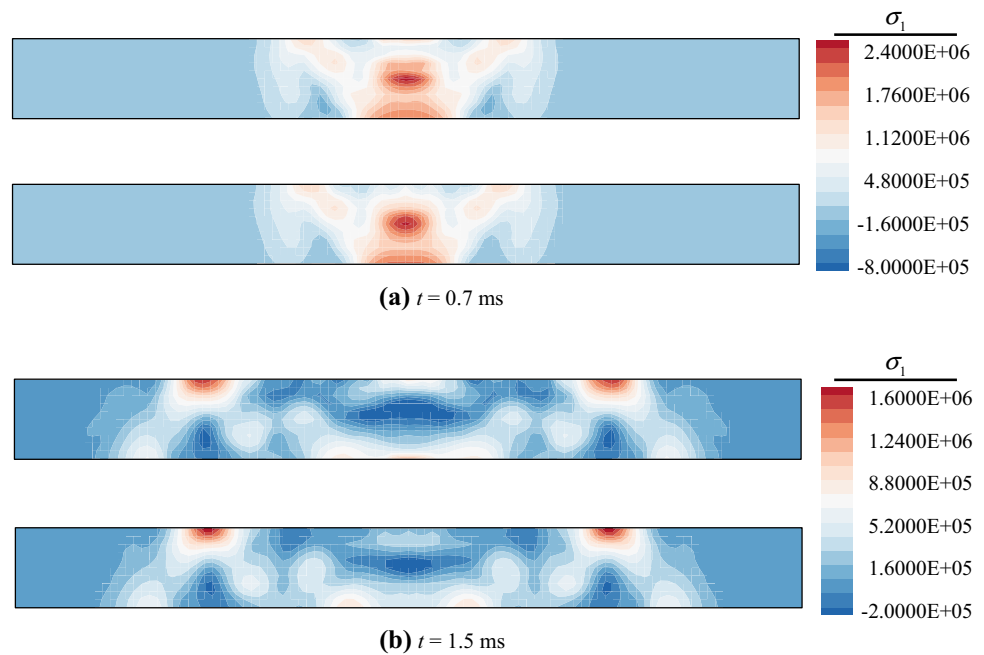 σ₁
2.4000E+06
1.7600E+06
1.1200E+06
4.8000E+05
-1.6000E+05
-8.0000E+05
(a) t = 0.7 ms
σ₁
1.6000E+06
1.2400E+06
8.8000E+05
5.2000E+05
1.6000E+05
-2.0000E+05
(b) t = 1.5 ms